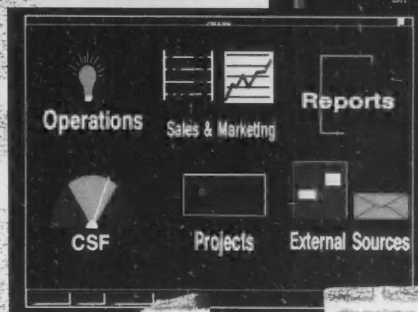 Operations
Sales & Marketing
Reports
CSF
Projects
External Sources